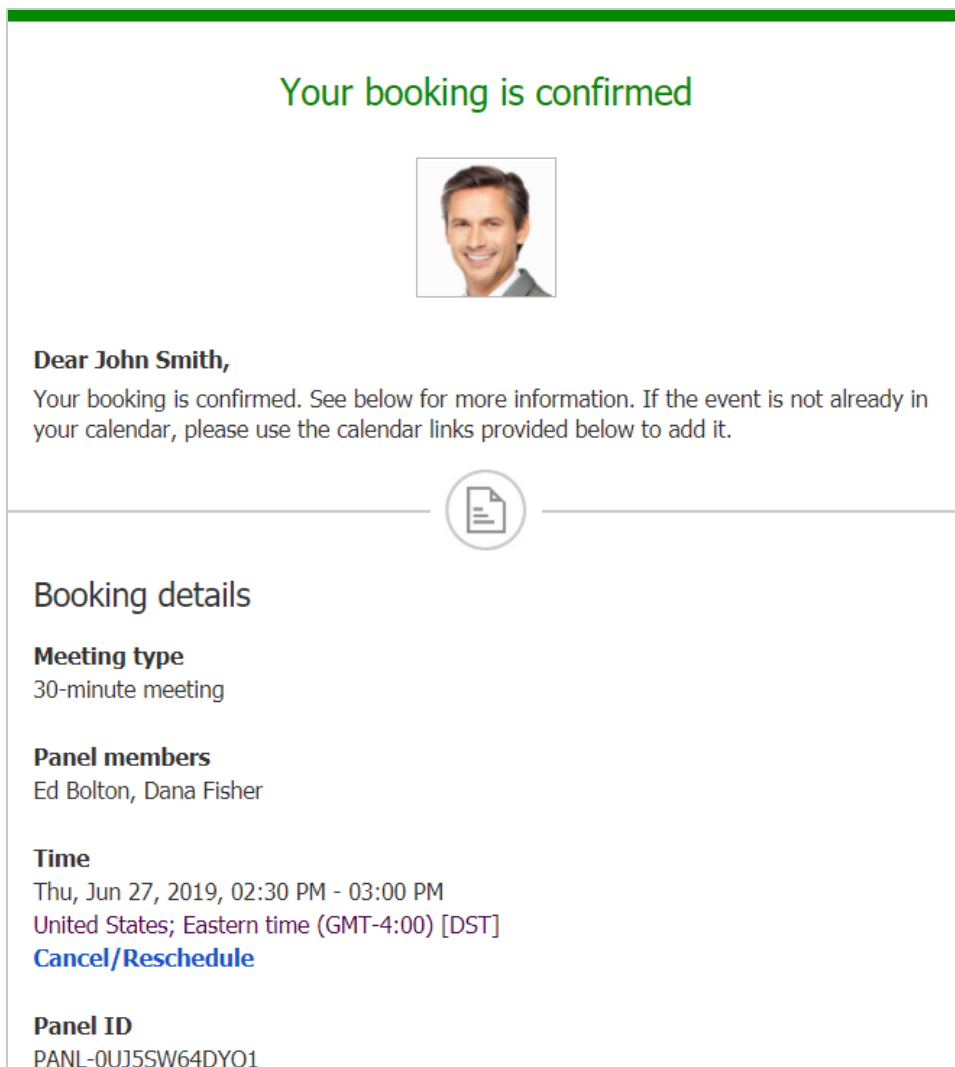 Your booking is confirmed
Dear John Smith,
Your booking is confirmed. See below for more information. If the event is not already in
your calendar, please use the calendar links provided below to add it.
Booking details
Meeting type
30-minute meeting
Panel members
Ed Bolton, Dana Fisher
Time
Thu, Jun 27, 2019, 02:30 PM - 03:00 PM
United States; Eastern time (GMT-4:00) [DST]
Cancel/Reschedule
Panel ID
PANL-0UJ5SW64DYO1